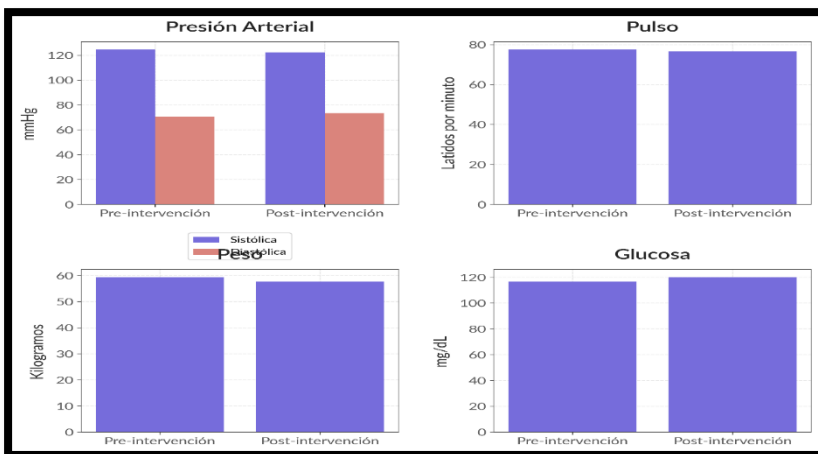 Presión Arterial
120
100
80
60
40
20
0
mmHg
Pre-intervención
Post-intervención
Sistólica
Diastólica
Pulso
80
60
40
20
0
Latidos por minuto
Pre-intervención
Post-intervención
Peso
60
50
40
30
20
10
0
Kilogramos
Pre-intervención
Post-intervención
Glucosa
120
100
80
60
40
20
0
mg/dL
Pre-intervención
Post-intervención